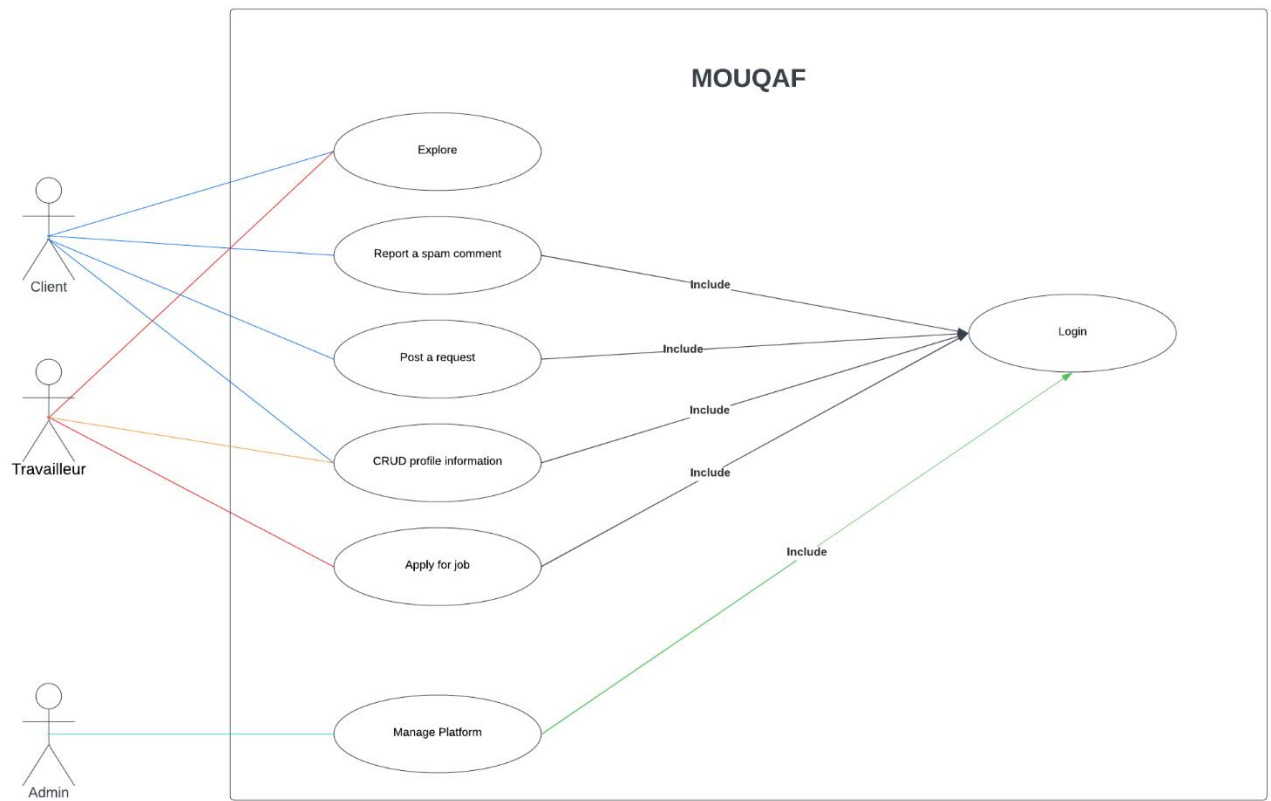 MOUQAF
Explore
Report a spam comment
Client
Include
Login
Post a request
Include
Include
CRUD profile information
Travailleur
Include
Apply for job
Include
Manage Platform
Admin